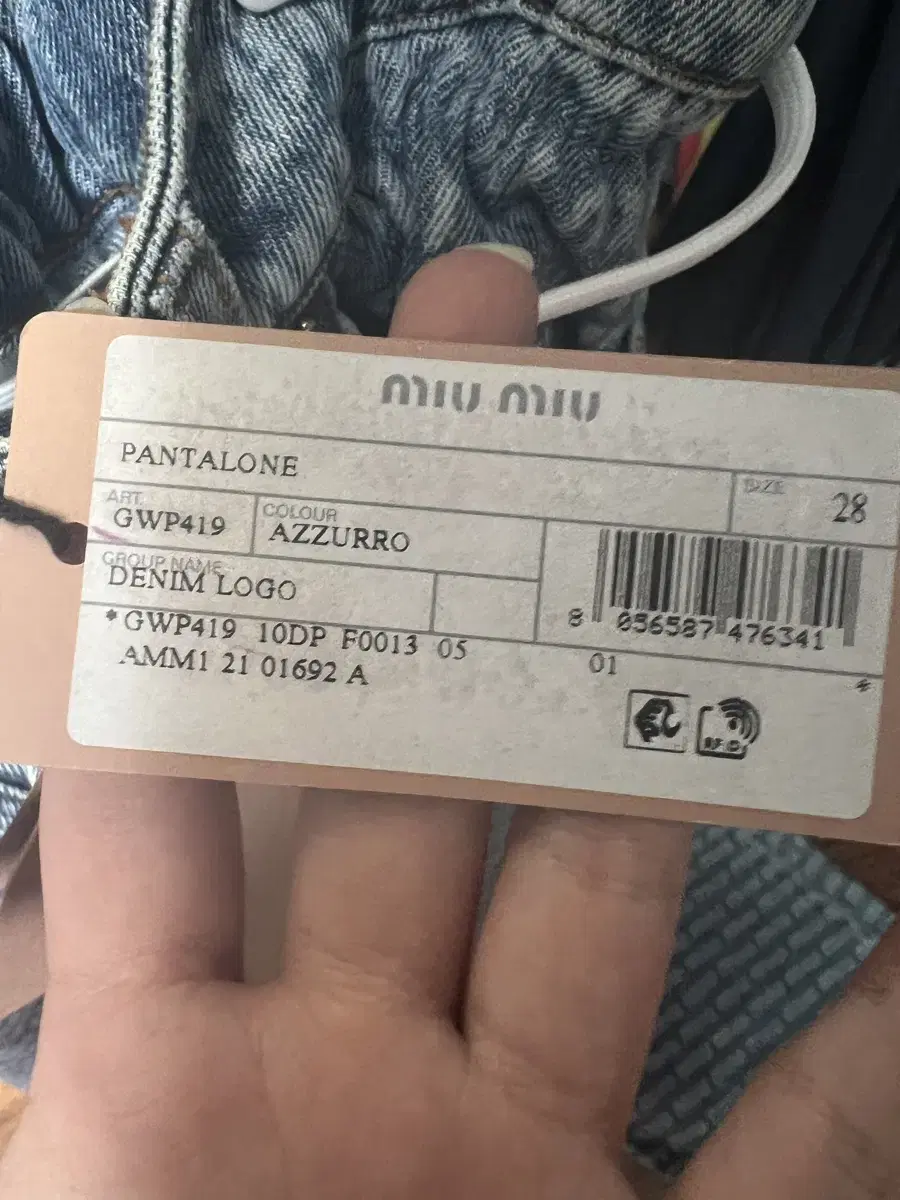 miu miu
PANTALONE
SIZE
28
ART.
GWP419
COLOUR
AZZURRO
GROUP NAME
DENIM LOGO
8 056587 476341
*GWP419 10DP F0013 05
01
AMM1 21 01692 A
*
RFID